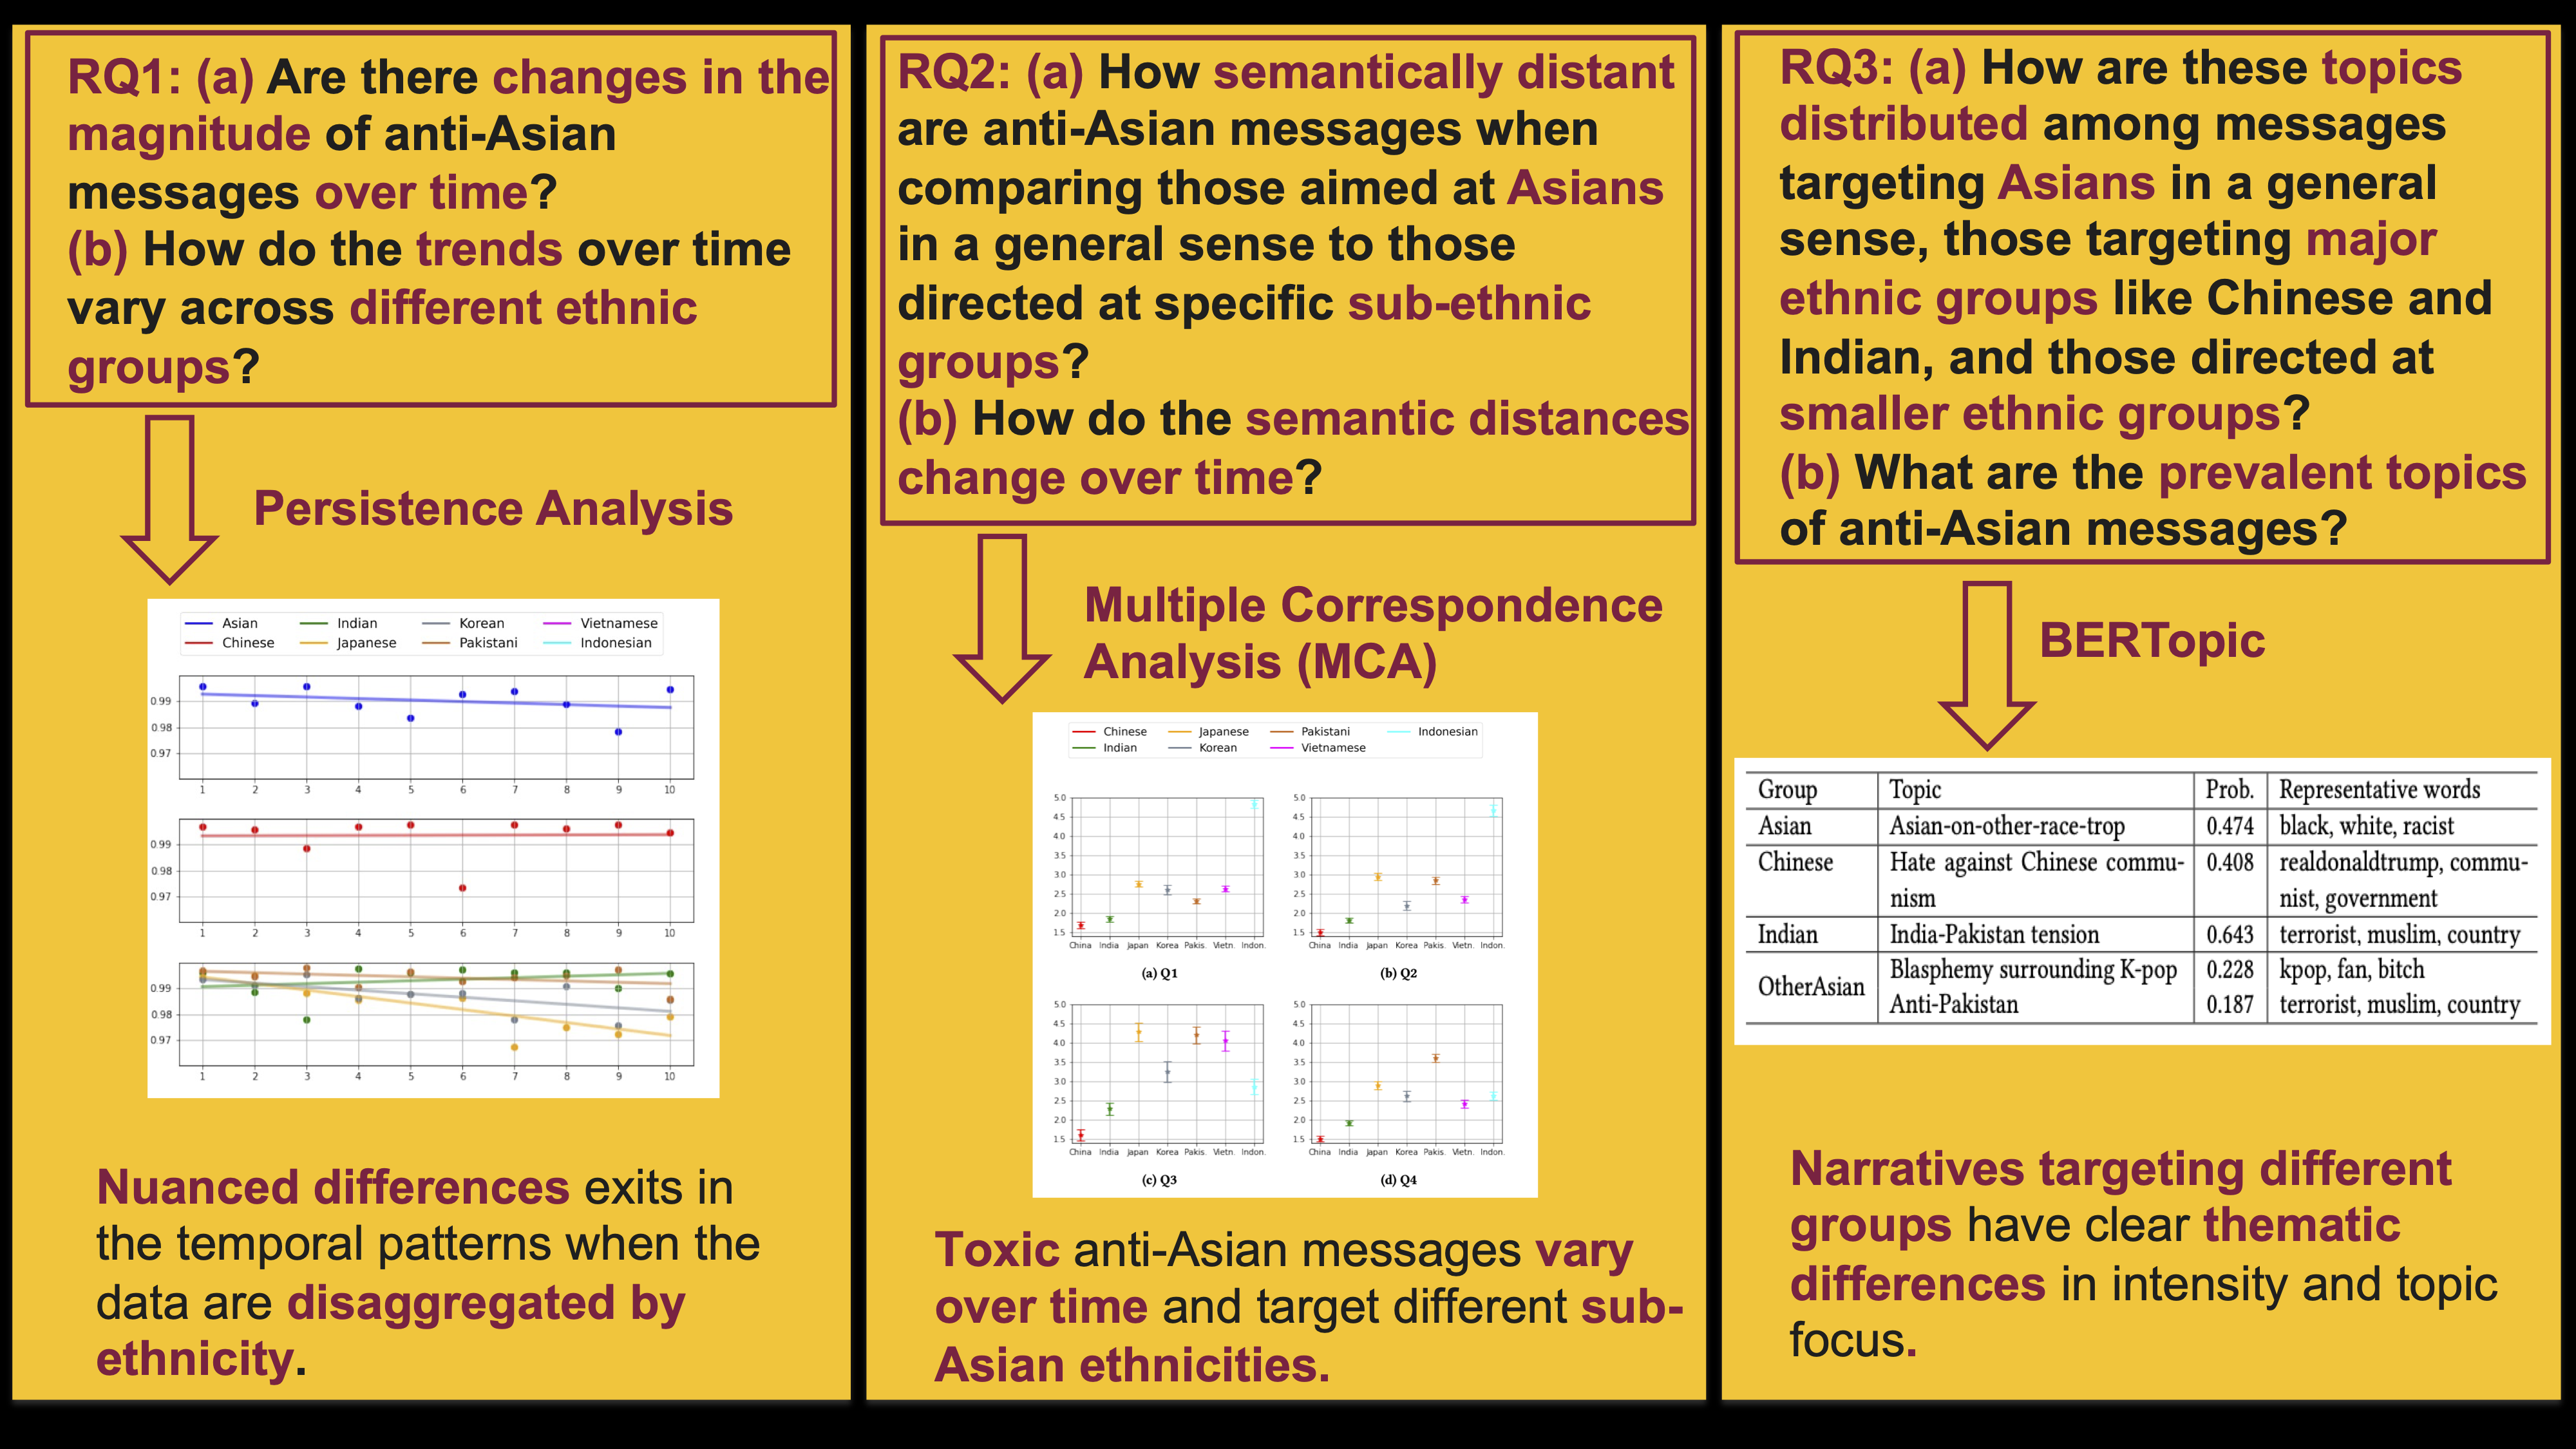 RQ1: (a) Are there changes in the
magnitude of anti-Asian
messages over time?
(b) How do the trends over time
vary across different ethnic
groups?
Persistence Analysis
Asian Indian Korean Vietnamese
Chinese Japanese Pakistani Indonesian
0.99
0.98
0.97
1 2 3 4 5 6 7 8 9 10
0.99
0.98
0.97
1 2 3 4 5 6 7 8 9 10
0.99
0.98
0.97
1 2 3 4 5 6 7 8 9 10
Nuanced differences exits in
the temporal patterns when the
data are disaggregated by
ethnicity.
RQ2: (a) How semantically distant
are anti-Asian messages when
comparing those aimed at Asians
in a general sense to those
directed at specific sub-ethnic
groups?
(b) How do the semantic distances
change over time?
Multiple Correspondence
Analysis (MCA)
Chinese Japanese Pakistani Indonesian
Indian Korean Vietnamese
5.0
4.5
4.0
3.5
3.0
2.5
2.0
1.5
China India Japan Korea Pakis. Vietn. Indon.
(a) Q1
5.0
4.5
4.0
3.5
3.0
2.5
2.0
1.5
China India Japan Korea Pakis. Vietn. Indon.
(b) Q2
5.0
4.5
4.0
3.5
3.0
2.5
2.0
1.5
China India Japan Korea Pakis. Vietn. Indon.
(c) Q3
5.0
4.5
4.0
3.5
3.0
2.5
2.0
1.5
China India Japan Korea Pakis. Vietn. Indon.
(d) Q4
Toxic anti-Asian messages vary
over time and target different sub-
Asian ethnicities.
RQ3: (a) How are these topics
distributed among messages
targeting Asians in a general
sense, those targeting major
ethnic groups like Chinese and
Indian, and those directed at
smaller ethnic groups?
(b) What are the prevalent topics
of anti-Asian messages?
BERTopic
Group Topic Prob. Representative words
Asian Asian-on-other-race-trop 0.474 black, white, racist
Chinese Hate against Chinese commu- 0.408 realdonaldtrump, commu-
nism nist, government
Indian India-Pakistan tension 0.643 terrorist, muslim, country
OtherAsian Blasphemy surrounding K-pop 0.228 kpop, fan, bitch
Anti-Pakistan 0.187 terrorist, muslim, country
Narratives targeting different
groups have clear thematic
differences in intensity and topic
focus.